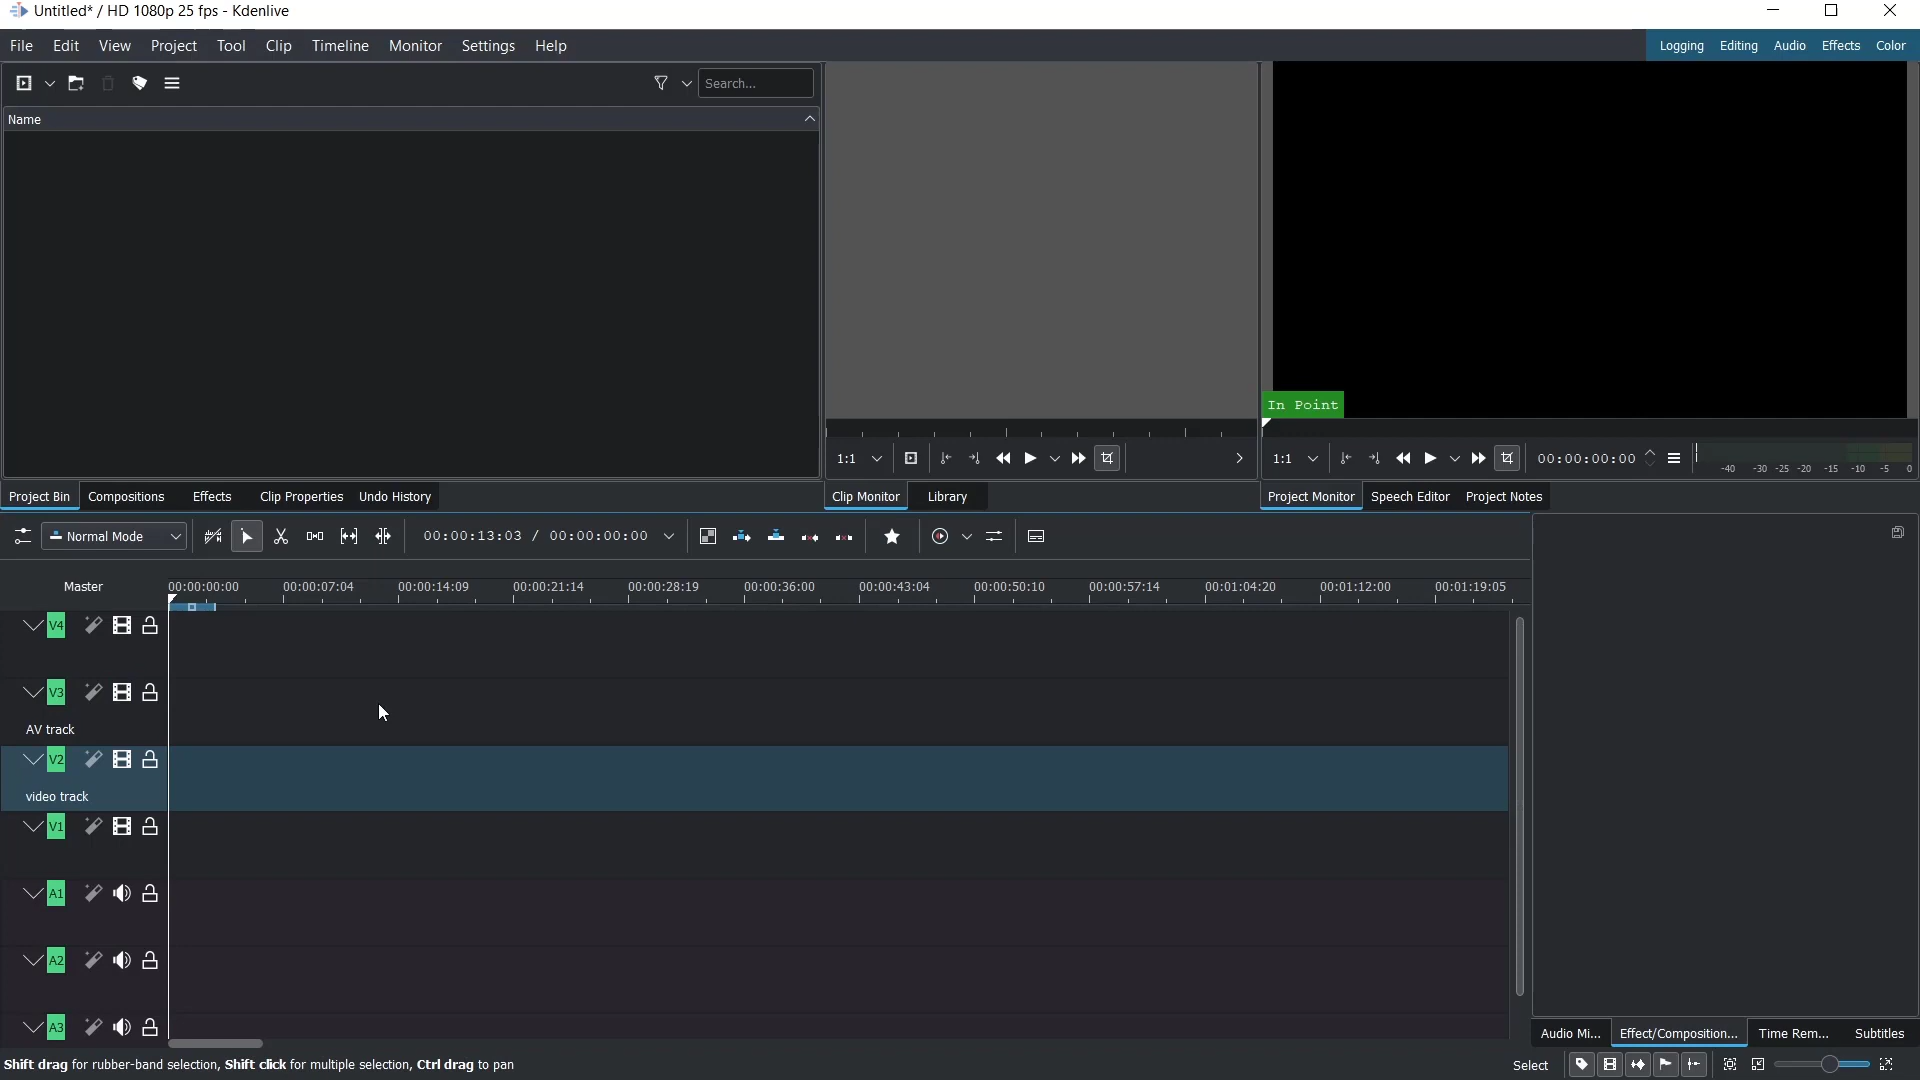 Untitled* / HD 1080p 25 fps - Kdenlive
File Edit View Project Tool Clip Timeline Monitor Settings Help
Logging Editing Audio Effects Color
Search...
Name
In Point
1:1
1:1 00:00:00:00
-40 -30 -25 -20 -15 -10 -5 0
Project Bin Compositions Effects Clip Properties Undo History
Clip Monitor Library
Project Monitor Speech Editor Project Notes
Normal Mode 00:00:13:03 / 00:00:00:00
Master 00:00:00:00 00:00:07:04 00:00:14:09 00:00:21:14 00:00:28:19 00:00:36:00 00:00:43:04 00:00:50:10 00:00:57:14 00:01:04:20 00:01:12:00 00:01:19:05
V4
V3
AV track
V2
video track
V1
A1
A2
A3
Audio Mi... Effect/Composition... Time Rem... Subtitles
Shift drag for rubber-band selection, Shift click for multiple selection, Ctrl drag to pan
Select